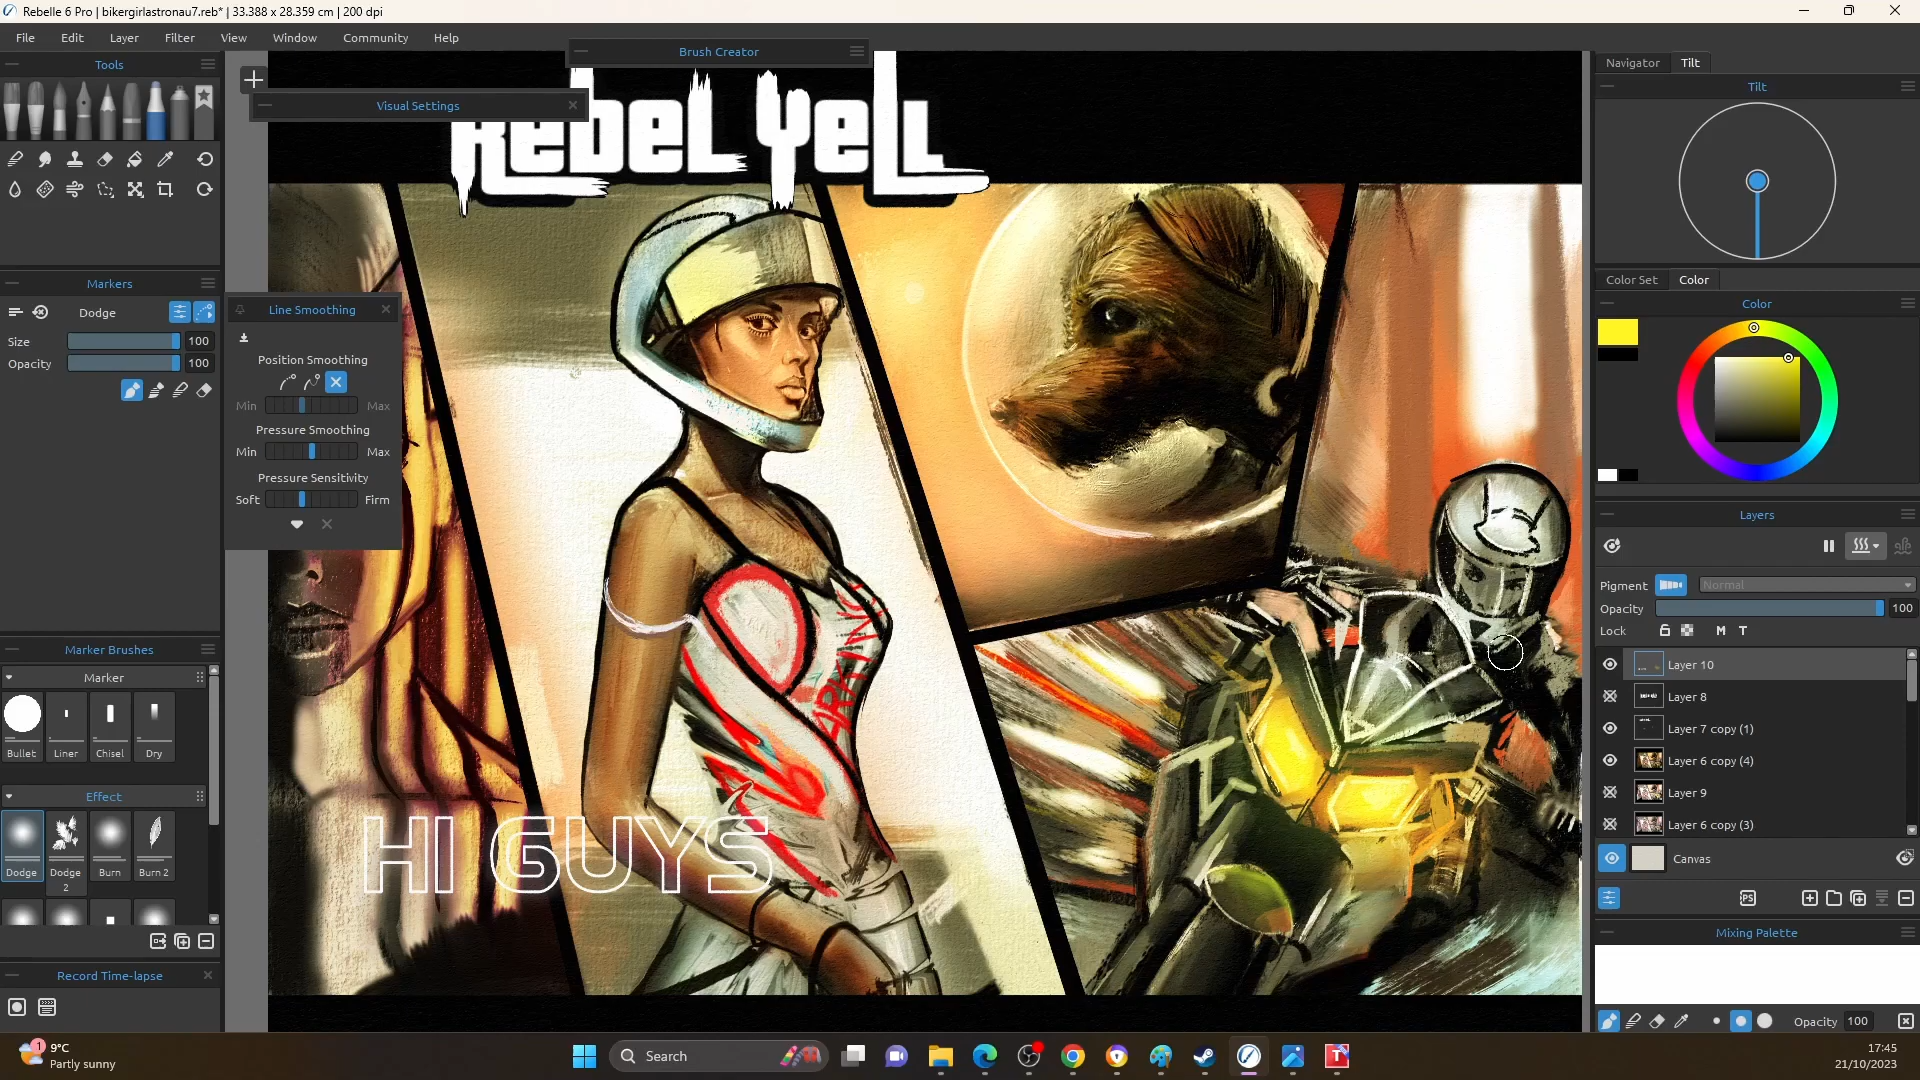 Rebelle 6 Pro | bikergirlastronau7.reb* | 33.388 x 28.359 cm | 200 dpi
File Edit Layer Filter View Window Community Help
Tools
Brush Creator
Visual Settings
Rebel Yell
Navigator Tilt
Tilt
Color Set Color
Color
Markers
Dodge
Size 100
Opacity 100
Line Smoothing
Position Smoothing
Min Max
Pressure Smoothing
Min Max
Pressure Sensitivity
Soft Firm
HI GUYS
Marker Brushes
Marker
Bullet Liner Chisel Dry
Effect
Dodge Dodge 2 Burn Burn 2
Record Time-lapse
Layers
Pigment Normal
Opacity 100
Lock M T
Layer 10
Layer 8
Layer 7 copy (1)
Layer 6 copy (4)
Layer 9
Layer 6 copy (3)
Canvas
PS
Mixing Palette
Opacity 100
1
9°C
Partly sunny
Search
T
17:45
21/10/2023